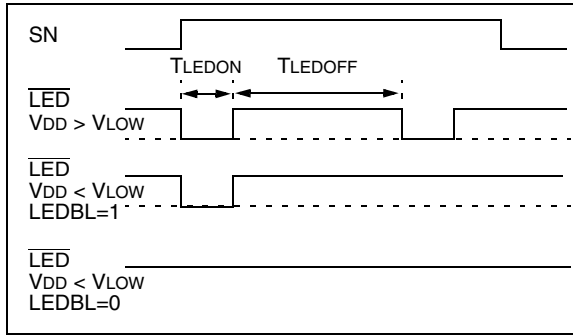 SN
TLEDON TLEDOFF
LED
VDD > VLOW
LED
VDD < VLOW
LEDBL=1
LED
VDD < VLOW
LEDBL=0